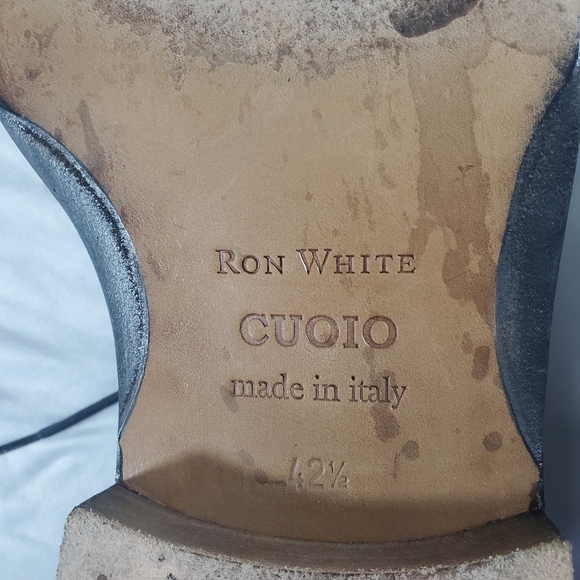 RON WHITE
CUOIO
made in italy
42½